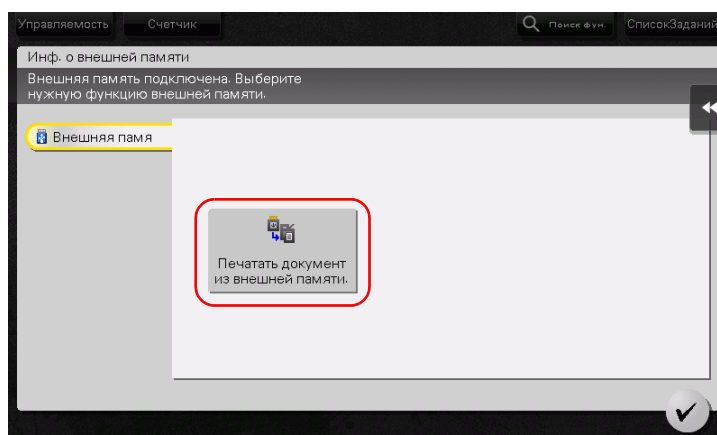 Управляемость Счетчик Поиск фун. СписокЗаданий
Инф. о внешней памяти
Внешняя память подключена. Выберите
нужную функцию внешней памяти.
Внешняя памя
Печатать документ
из внешней памяти.